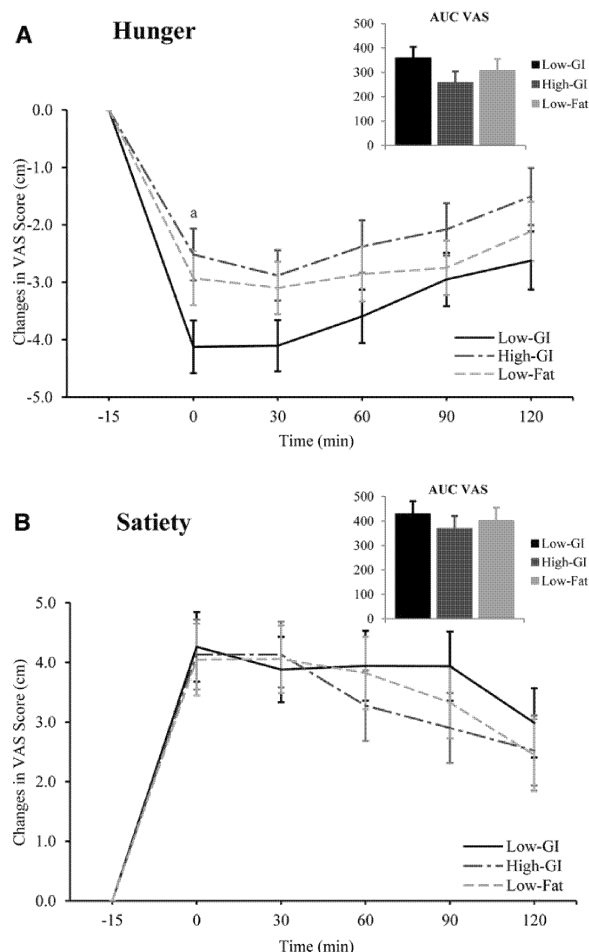 A
Hunger
AUC VAS
500
400
300
200
100
0
Low-GI
High-GI
Low-Fat
0.0
-1.0
-2.0
-3.0
-4.0
-5.0
Changes in VAS Score (cm)
a
Low-GI
High-GI
Low-Fat
-15 0 30 60 90 120
Time (min)
B
Satiety
AUC VAS
500
400
300
200
100
0
Low-GI
High-GI
Low-Fat
5.0
4.0
3.0
2.0
1.0
0.0
Changes in VAS Score (cm)
Low-GI
High-GI
Low-Fat
-15 0 30 60 90 120
Time (min)